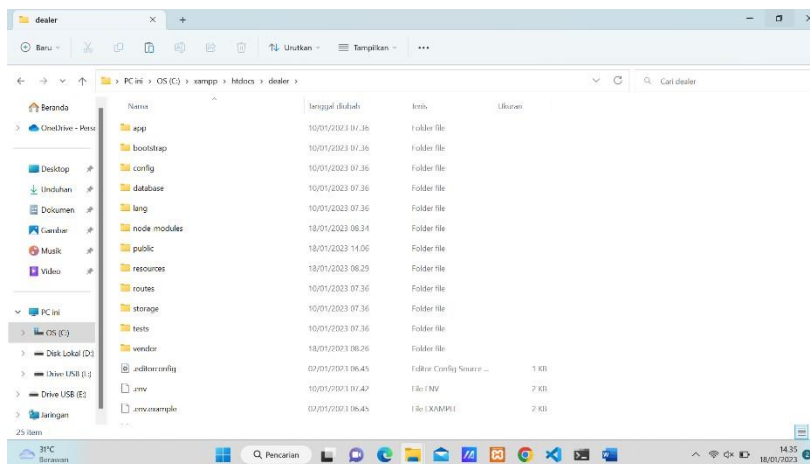 dealer
Baru
Urutkan
Tampilkan
PC ini > OS (C:) > xampp > htdocs > dealer >
Cari dealer
Nama Tanggal diubah Jenis Ukuran
Beranda
OneDrive - Perso
Desktop
Unduhan
Dokumen
Gambar
Musik
Video
PC ini
OS (C:)
Disk Lokal (D:)
Drive USB (E:)
Drive USB (E:)
Jaringan
app 10/01/2023 07.36 Folder file
bootstrap 10/01/2023 07.36 Folder file
config 10/01/2023 07.36 Folder file
database 10/01/2023 07.36 Folder file
lang 10/01/2023 07.36 Folder file
node_modules 18/01/2023 08.34 Folder file
public 18/01/2023 14.06 Folder file
resources 18/01/2023 08.29 Folder file
routes 10/01/2023 07.36 Folder file
storage 10/01/2023 07.36 Folder file
tests 10/01/2023 07.36 Folder file
vendor 18/01/2023 08.26 Folder file
.editorconfig 02/01/2023 06.45 Editor Config Source ... 1 KB
.env 10/01/2023 07.42 File ENV 2 KB
.env.example 02/01/2023 06.45 File EXAMPLE 2 KB
25 item
31°C
Berawan
Pencarian
14.35
18/01/2023